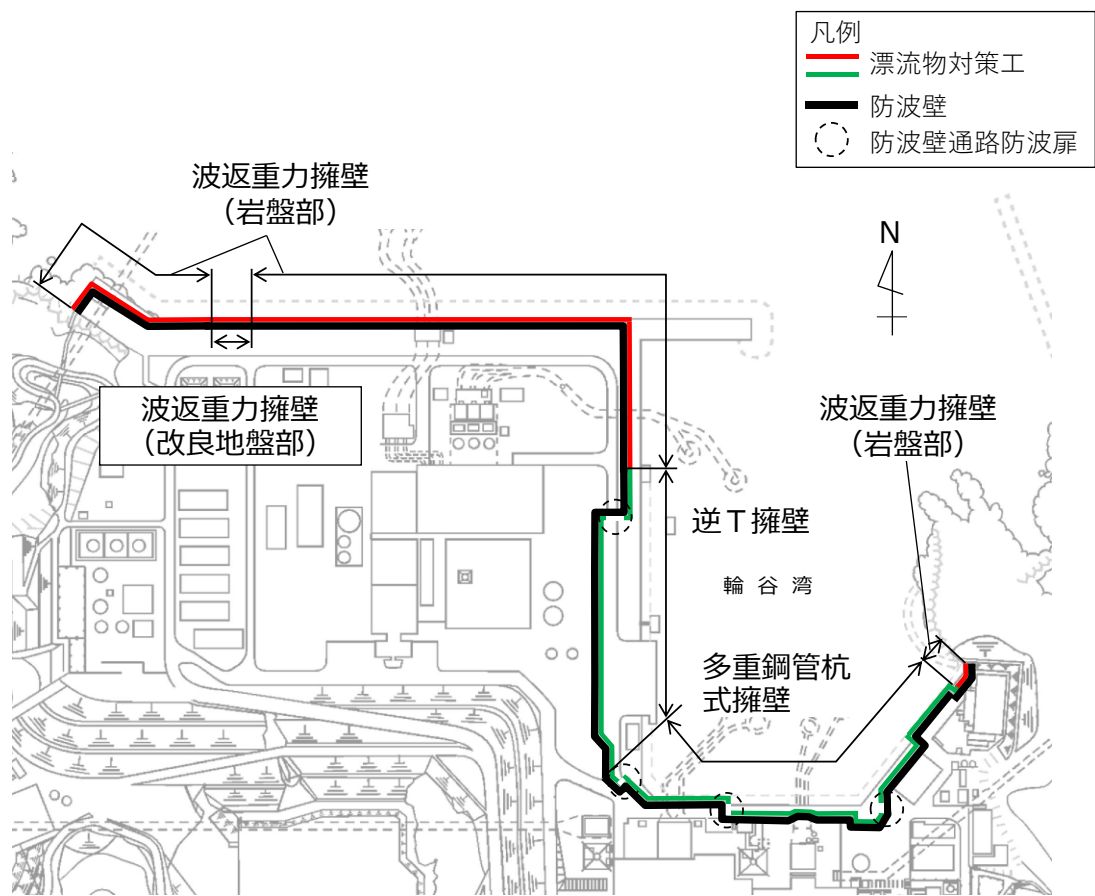 凡例
漂流物対策工
防波壁
防波壁通路防波扉
波返重力擁壁
（岩盤部）
N
波返重力擁壁
（改良地盤部）
波返重力擁壁
（岩盤部）
逆Ｔ擁壁
輪谷湾
多重鋼管杭
式擁壁